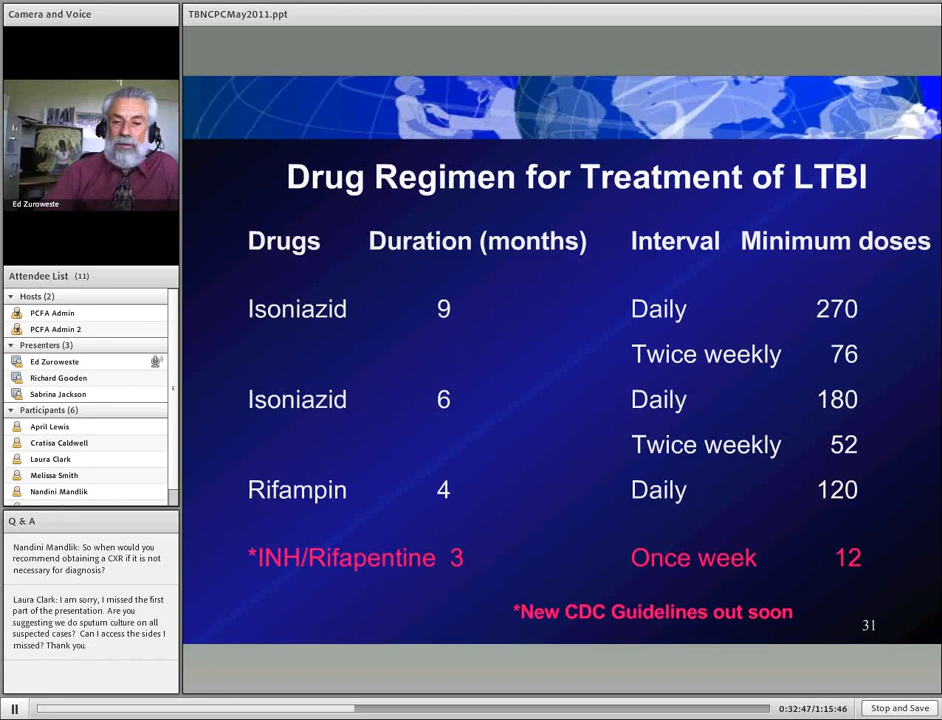 Camera and Voice
TBNCPCMay2011.ppt
Ed Zuroweste
Attendee List (11)
Hosts (2)
PCFA Admin
PCFA Admin 2
Presenters (3)
Ed Zuroweste
Richard Gooden
Sabrina Jackson
Participants (6)
April Lewis
Cratisa Caldwell
Laura Clark
Melissa Smith
Nandini Mandlik
Q & A
Nandini Mandlik: So when would you
recommend obtaining a CXR if it is not
necessary for diagnosis?
Laura Clark: I am sorry, I missed the first
part of the presentation. Are you
suggesting we do sputum culture on all
suspected cases? Can I access the sides I
missed? Thank you.
Drug Regimen for Treatment of LTBI
Drugs Duration (months) Interval Minimum doses
Isoniazid 9 Daily 270
Twice weekly 76
Isoniazid 6 Daily 180
Twice weekly 52
Rifampin 4 Daily 120
*INH/Rifapentine 3 Once week 12
*New CDC Guidelines out soon
31
0:32:47/1:15:46
Stop and Save